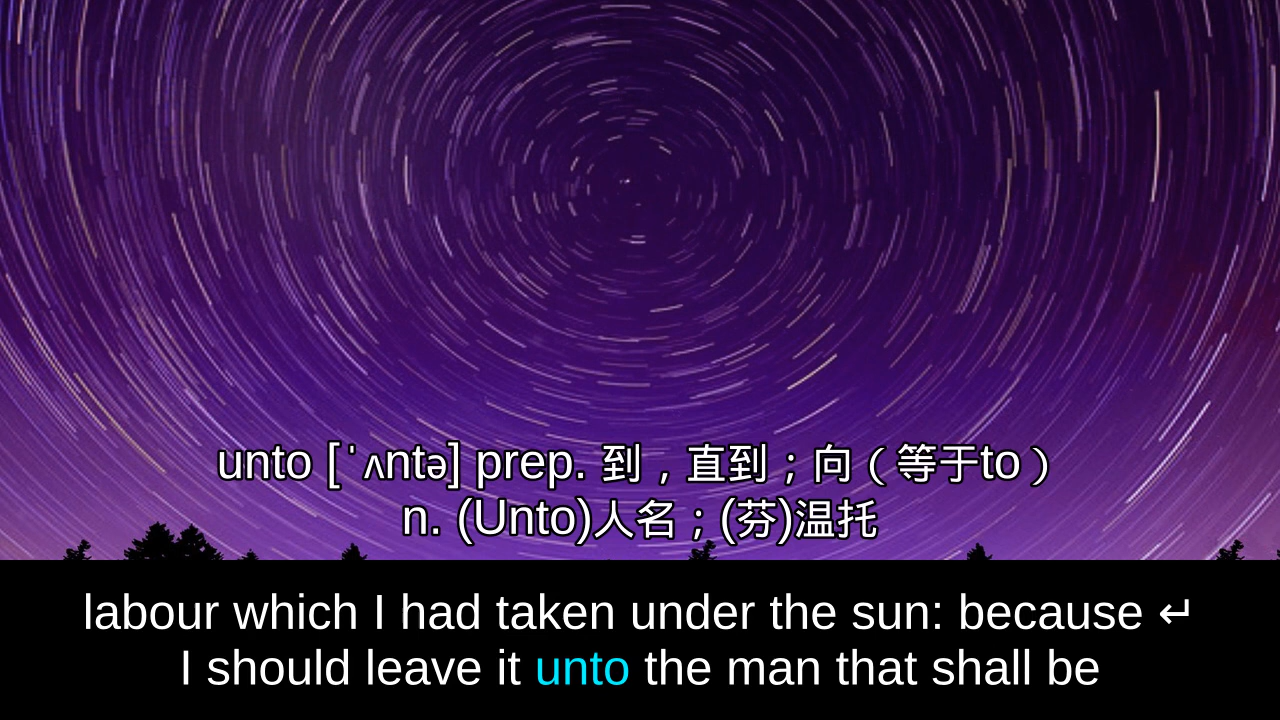 unto [ˈʌntə] prep. 到，直到；向（等于to）
n. (Unto)人名；(芬)温托
labour which I had taken under the sun: because ↵
I should leave it unto the man that shall be